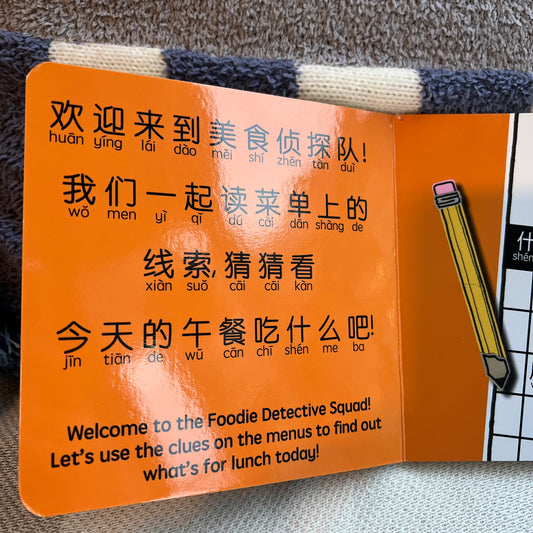 欢迎来到美食侦探队!
huān yíng lái dào měi shí zhēn tàn duì
我们一起读菜单上的
wǒ men yì qǐ dú cài dān shàng de
线索,猜猜看
xiàn suǒ cāi cāi kàn
今天的午餐吃什么吧!
jīn tiān de wǔ cān chī shén me ba
Welcome to the Foodie Detective Squad!
Let's use the clues on the menus to find out
what's for lunch today!
什
shén